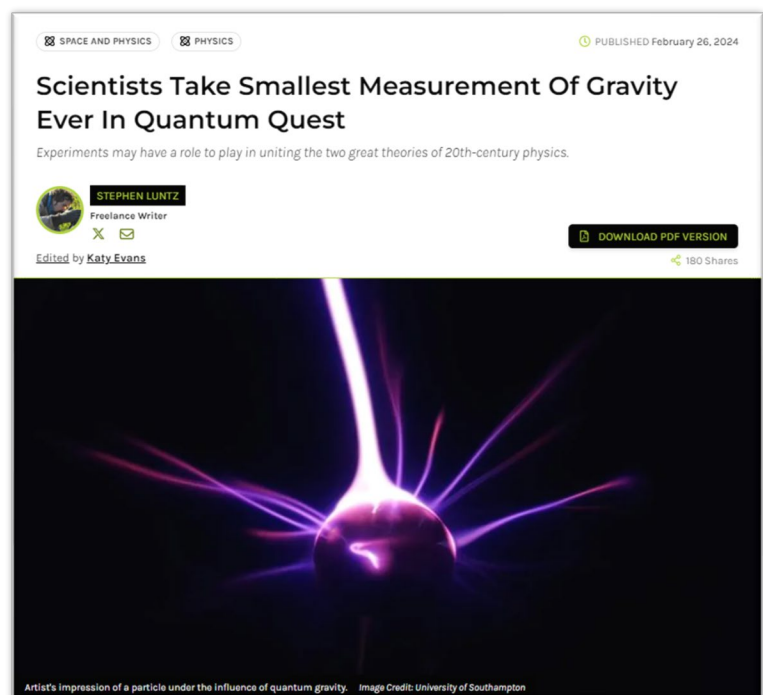 SPACE AND PHYSICS PHYSICS PUBLISHED February 26, 2024
Scientists Take Smallest Measurement Of Gravity
Ever In Quantum Quest
Experiments may have a role to play in uniting the two great theories of 20th-century physics.
STEPHEN LUNTZ
Freelance Writer
Edited by Katy Evans
DOWNLOAD PDF VERSION
180 Shares
Artist's impression of a particle under the influence of quantum gravity. Image Credit: University of Southampton